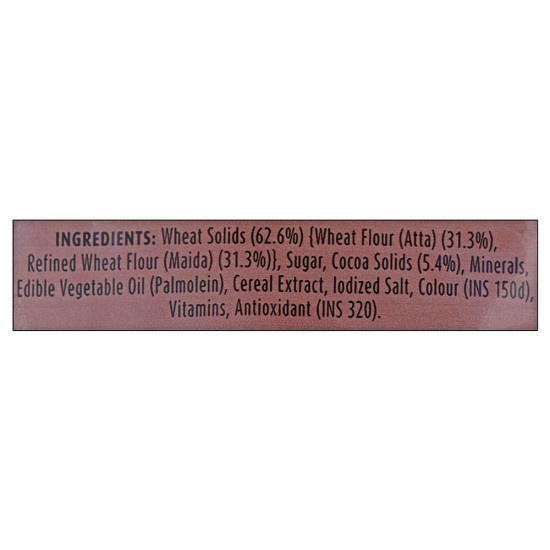 INGREDIENTS: Wheat Solids (62.6%) {Wheat Flour (Atta) (31.3%),
Refined Wheat Flour (Maida) (31.3%)}, Sugar, Cocoa Solids (5.4%), Minerals,
Edible Vegetable Oil (Palmolein), Cereal Extract, Iodized Salt, Colour (INS 150d),
Vitamins, Antioxidant (INS 320).